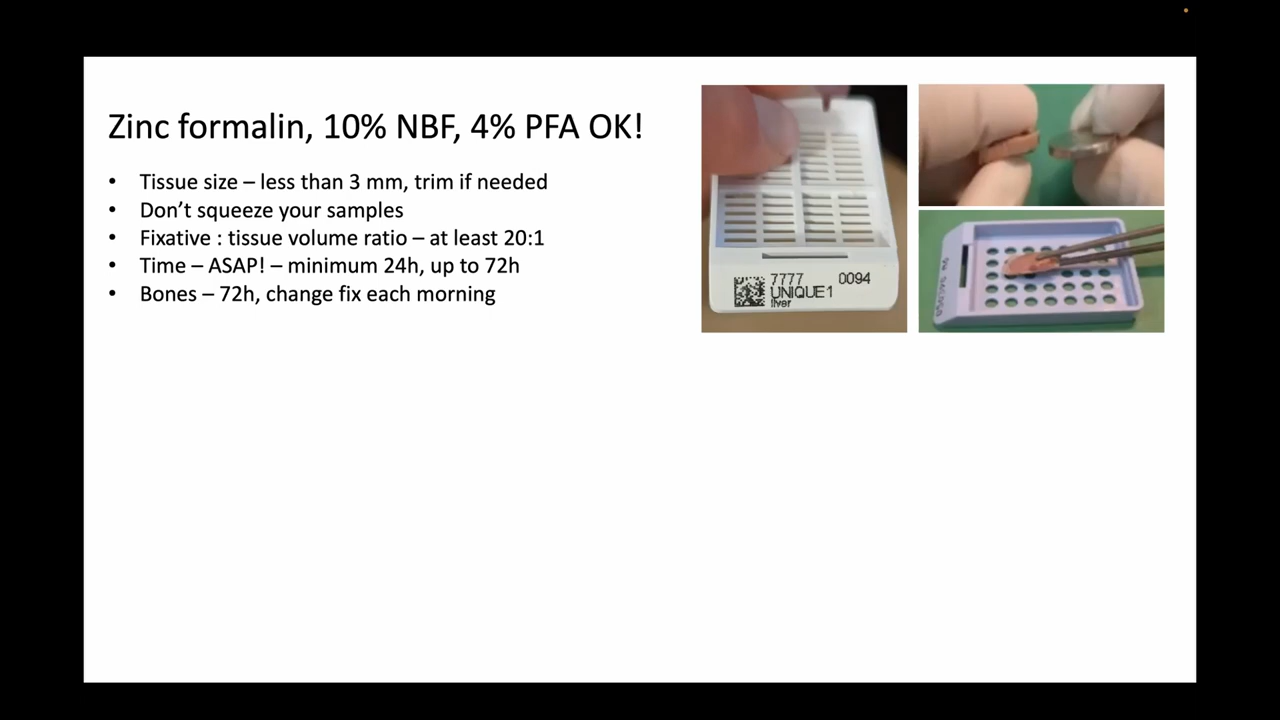 Zinc formalin, 10% NBF, 4% PFA OK!
• Tissue size – less than 3 mm, trim if needed
• Don’t squeeze your samples
• Fixative : tissue volume ratio – at least 20:1
• Time – ASAP! – minimum 24h, up to 72h
• Bones – 72h, change fix each morning
7777 0094
UNIQUE1
liver